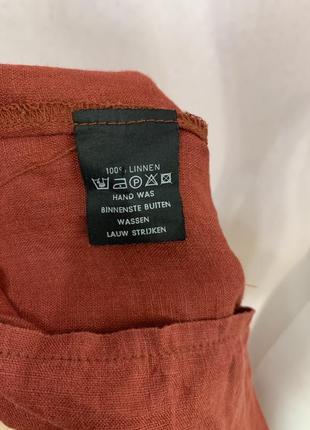 100% LINNEN
HAND WAS
BINNENSTE BUITEN
WASSEN
LAUW STRIJKEN